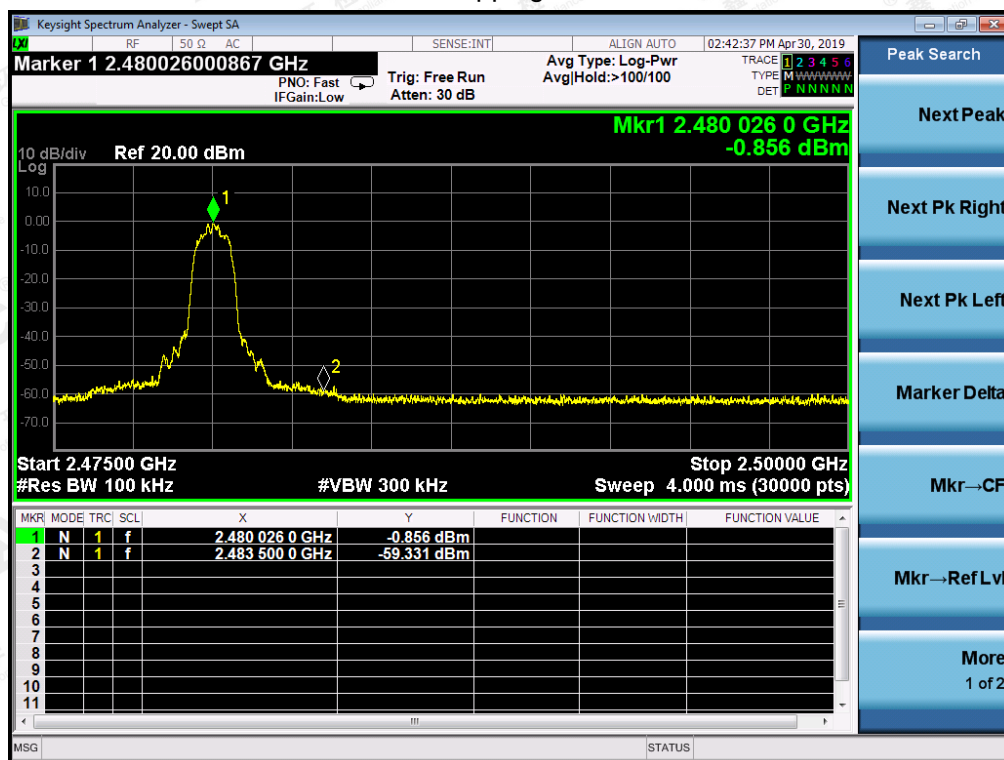 Keysight Spectrum Analyzer - Swept SA
LXI RF 50 Ω AC SENSE:INT ALIGN AUTO 02:42:37 PM Apr 30, 2019
Marker 1 2.480026000867 GHz
PNO: Fast
IFGain:Low
Trig: Free Run
Atten: 30 dB
Avg Type: Log-Pwr
Avg|Hold:>100/100
TRACE 1 2 3 4 5 6
TYPE M WWWWW
DET P N N N N N
Mkr1 2.480 026 0 GHz
-0.856 dBm
10 dB/div Ref 20.00 dBm
Log
10.0
0.00
-10.0
-20.0
-30.0
-40.0
-50.0
-60.0
-70.0
1
2
Start 2.47500 GHz Stop 2.50000 GHz
#Res BW 100 kHz #VBW 300 kHz Sweep 4.000 ms (30000 pts)
MKR MODE TRC SCL X Y FUNCTION FUNCTION WIDTH FUNCTION VALUE
1 N 1 f 2.480 026 0 GHz -0.856 dBm
2 N 1 f 2.483 500 0 GHz -59.331 dBm
3
4
5
6
7
8
9
10
11
MSG STATUS
Peak Search
Next Peak
Next Pk Right
Next Pk Left
Marker Delta
Mkr→CF
Mkr→Ref Lvl
More
1 of 2